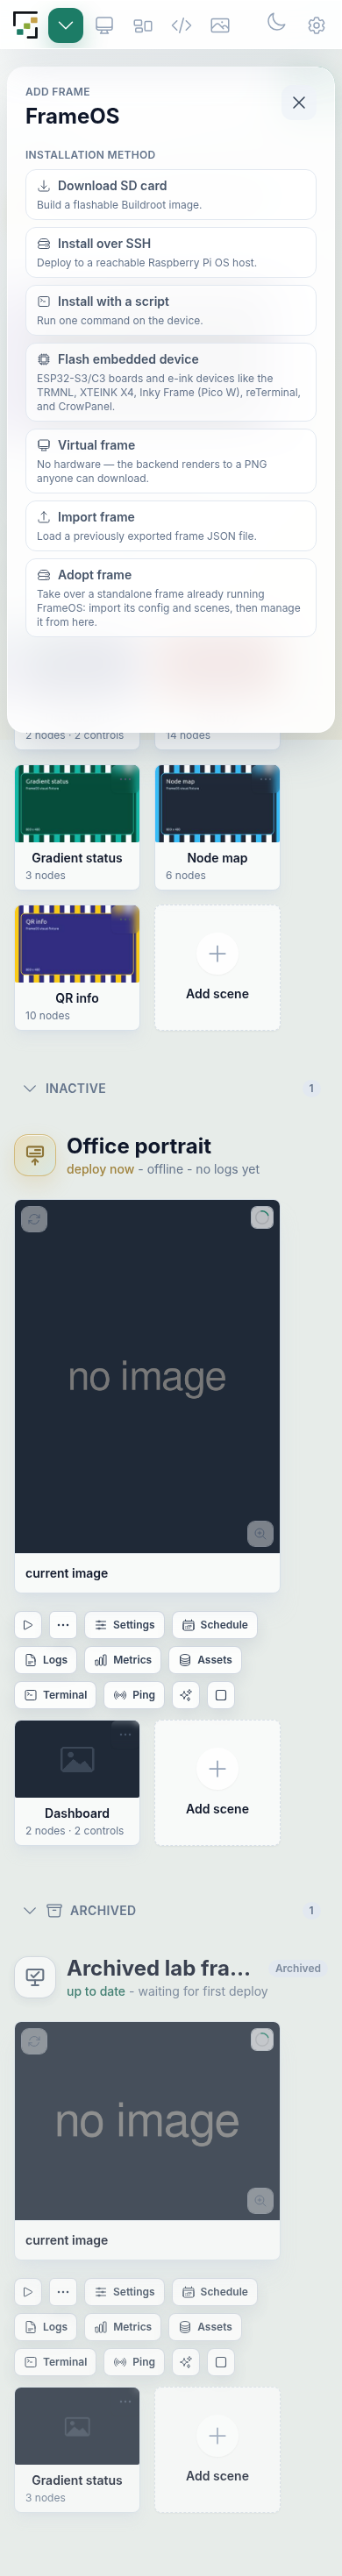 ADD FRAME
FrameOS
INSTALLATION METHOD
Download SD card
Build a flashable Buildroot image.
Install over SSH
Deploy to a reachable Raspberry Pi OS host.
Install with a script
Run one command on the device.
Flash embedded device
ESP32-S3/C3 boards and e-ink devices like the
TRMNL, XTEINK X4, Inky Frame (Pico W), reTerminal,
and CrowPanel.
Virtual frame
No hardware — the backend renders to a PNG
anyone can download.
Import frame
Load a previously exported frame JSON file.
Adopt frame
Take over a standalone frame already running
FrameOS: import its config and scenes, then manage
it from here.
2 nodes · 2 controls
14 nodes
Gradient status
Node map
Gradient status
3 nodes
Node map
6 nodes
QR info
QR info
10 nodes
Add scene
INACTIVE
1
Office portrait
deploy now - offline - no logs yet
no image
current image
Settings
Schedule
Logs
Metrics
Assets
Terminal
Ping
Dashboard
2 nodes · 2 controls
Add scene
ARCHIVED
1
Archived lab fra...
Archived
up to date - waiting for first deploy
no image
current image
Settings
Schedule
Logs
Metrics
Assets
Terminal
Ping
Gradient status
3 nodes
Add scene